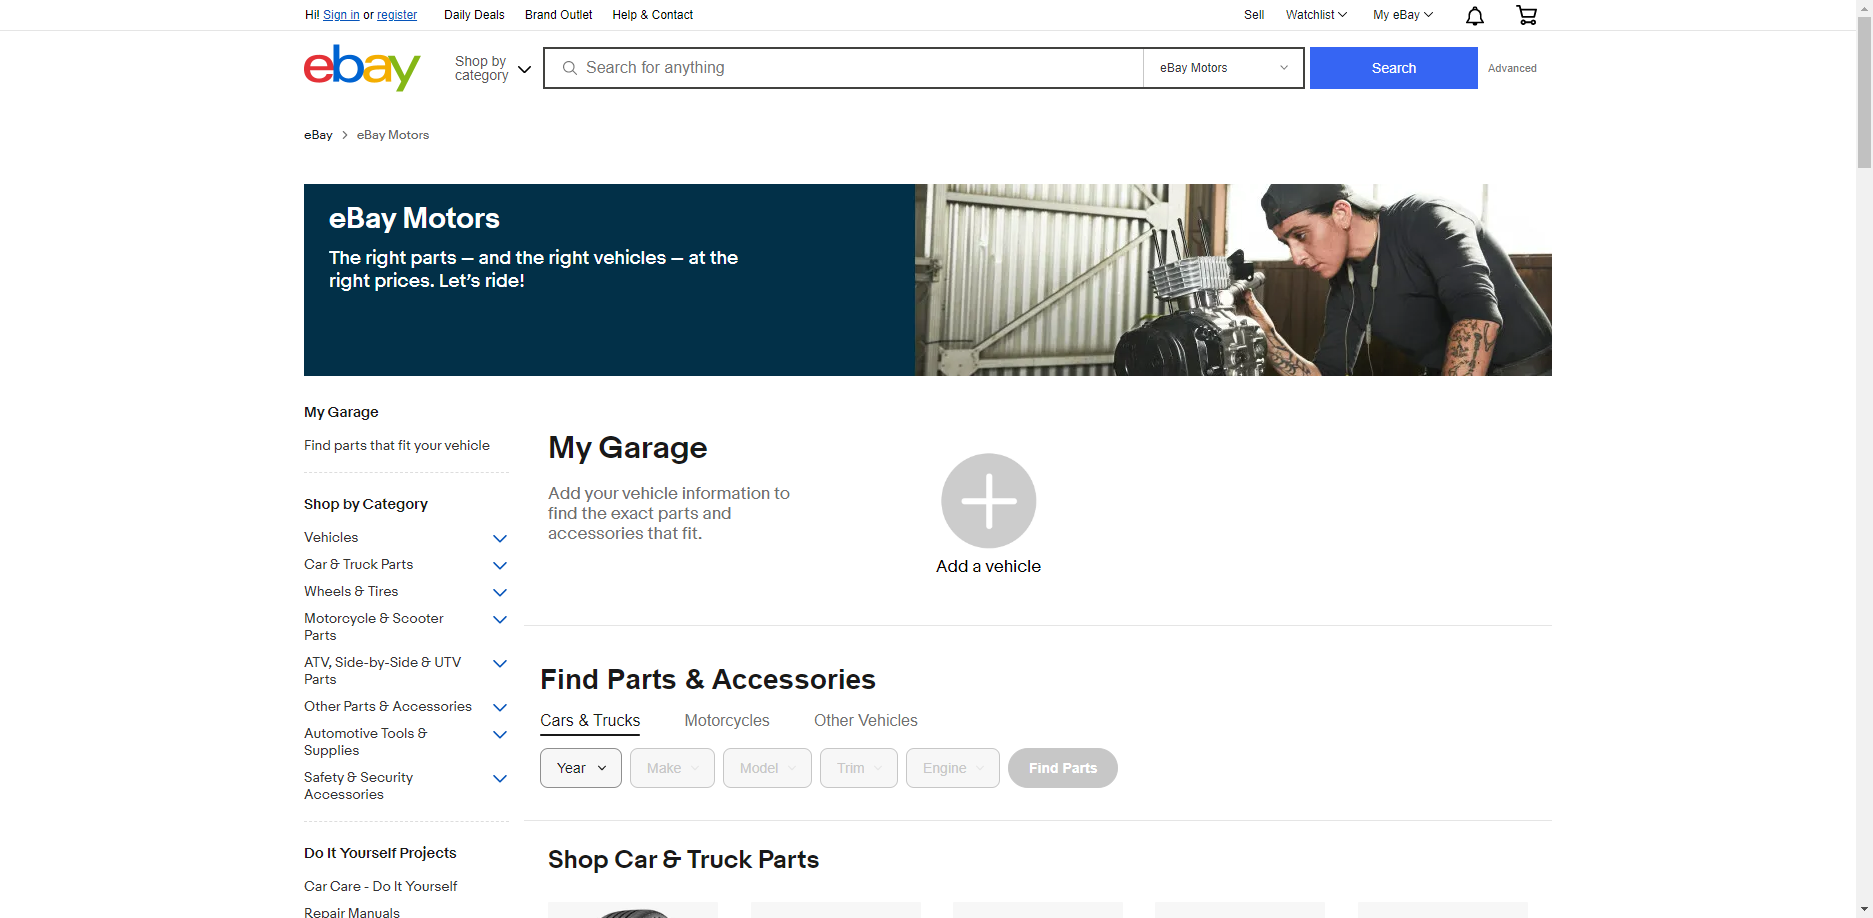 Hi! Sign in or register
Daily Deals
Brand Outlet
Help & Contact
Sell
Watchlist
My eBay
ebay
Shop by
category
Search for anything
eBay Motors
Search
Advanced
eBay
eBay Motors
eBay Motors
The right parts – and the right vehicles – at the
right prices. Let's ride!
My Garage
Find parts that fit your vehicle
Shop by Category
Vehicles
Car & Truck Parts
Wheels & Tires
Motorcycle & Scooter
Parts
ATV, Side-by-Side & UTV
Parts
Other Parts & Accessories
Automotive Tools &
Supplies
Safety & Security
Accessories
Do It Yourself Projects
Car Care - Do It Yourself
Repair Manuals
My Garage
Add your vehicle information to
find the exact parts and
accessories that fit.
Add a vehicle
Find Parts & Accessories
Cars & Trucks
Motorcycles
Other Vehicles
Year
Make
Model
Trim
Engine
Find Parts
Shop Car & Truck Parts